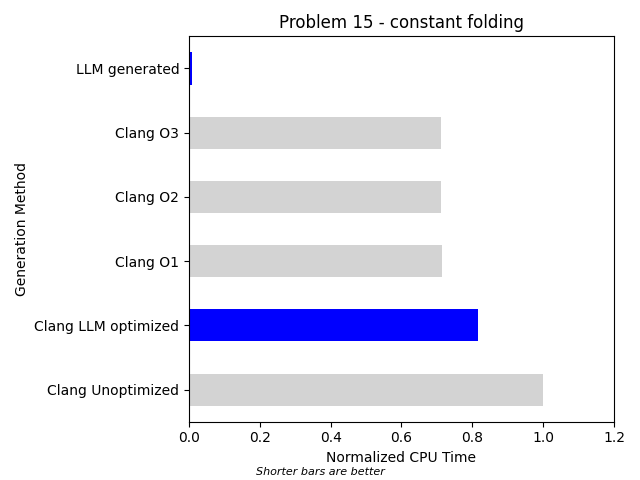 Problem 15 - constant folding
Generation Method
LLM generated
Clang O3
Clang O2
Clang O1
Clang LLM optimized
Clang Unoptimized
0.0 0.2 0.4 0.6 0.8 1.0 1.2
Normalized CPU Time
Shorter bars are better